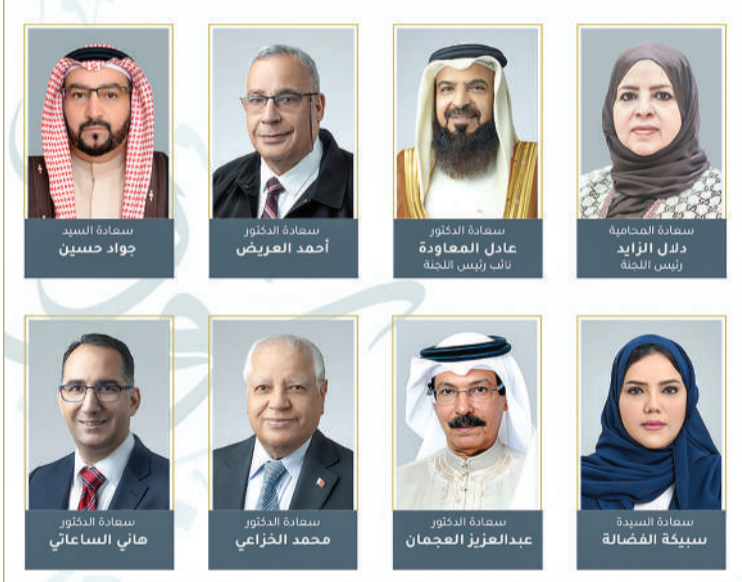 سعادة المحامية
دلال الزايد
رئيس اللجنة
سعادة الدكتور
عادل المعاودة
نائب رئيس اللجنة
سعادة الدكتور
أحمد العريض
سعادة السيد
جواد حسين
سعادة السيدة
سبيكة الفضالة
سعادة الدكتور
عبدالعزيز العجمان
سعادة الدكتور
محمد الخزاعي
سعادة الدكتور
هاني الساعاتي